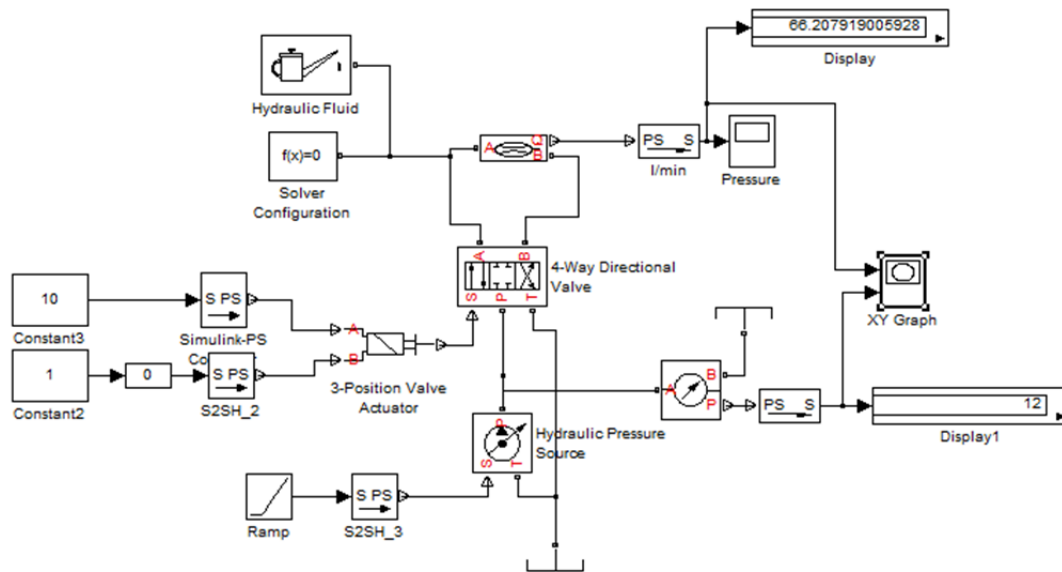 66.207919005928
Display
Hydraulic Fluid
f(x)=0
Solver
Configuration
A
Q
B
PS S
l/min
Pressure
A
B
S
P
T
4-Way Directional
Valve
10
Constant3
S PS
Simulink-PS
A
B
3-Position Valve
Actuator
1
Constant2
0
S PS
S2SH_2
XY Graph
A
B
P
PS S
12
Display1
P
S
T
Hydraulic Pressure
Source
Ramp
S PS
S2SH_3